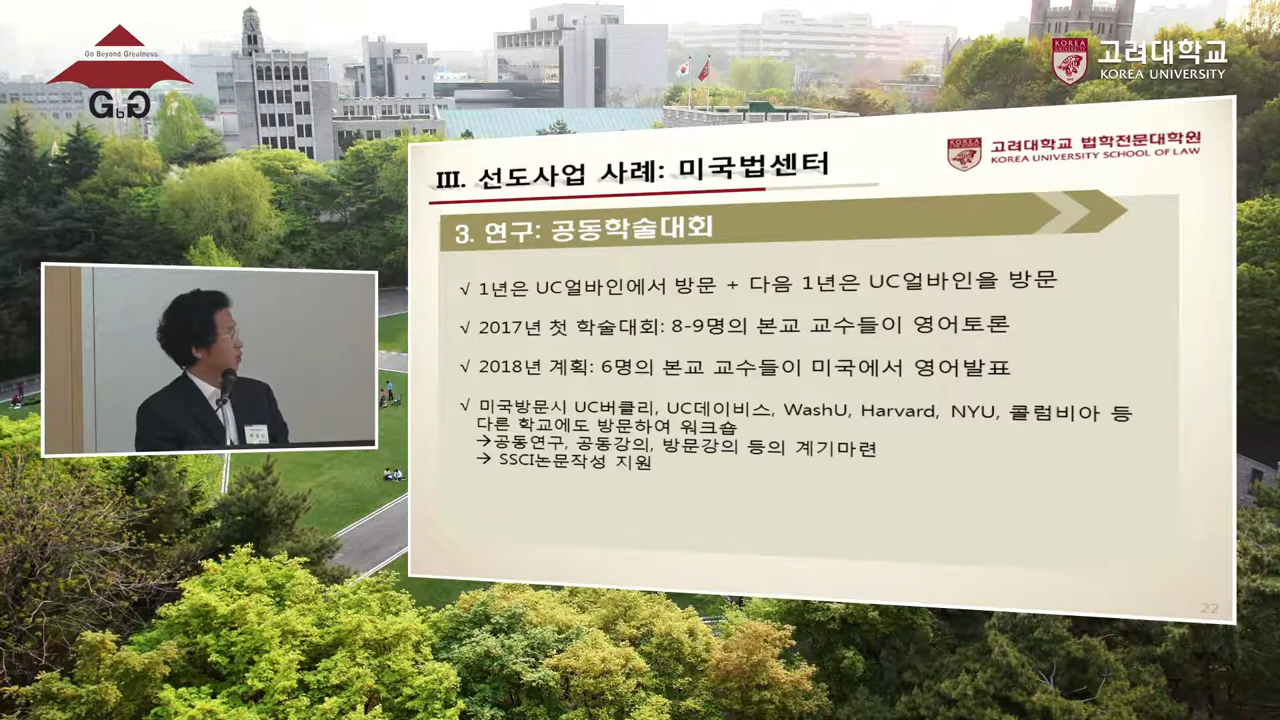 Go Beyond Greatness
GbG
KOREA
고려대학교
KOREA UNIVERSITY
KOREA
고려대학교 법학전문대학원
KOREA UNIVERSITY SCHOOL OF LAW
III. 선도사업 사례: 미국법센터
3. 연구: 공동학술대회
√ 1년은 UC얼바인에서 방문 + 다음 1년은 UC얼바인을 방문
√ 2017년 첫 학술대회: 8-9명의 본교 교수들이 영어토론
√ 2018년 계획: 6명의 본교 교수들이 미국에서 영어발표
√ 미국방문시 UC버클리, UC데이비스, WashU, Harvard, NYU, 콜럼비아 등
다른 학교에도 방문하여 워크숍
→공동연구, 공동강의, 방문강의 등의 계기마련
→ SSCI논문작성 지원
22